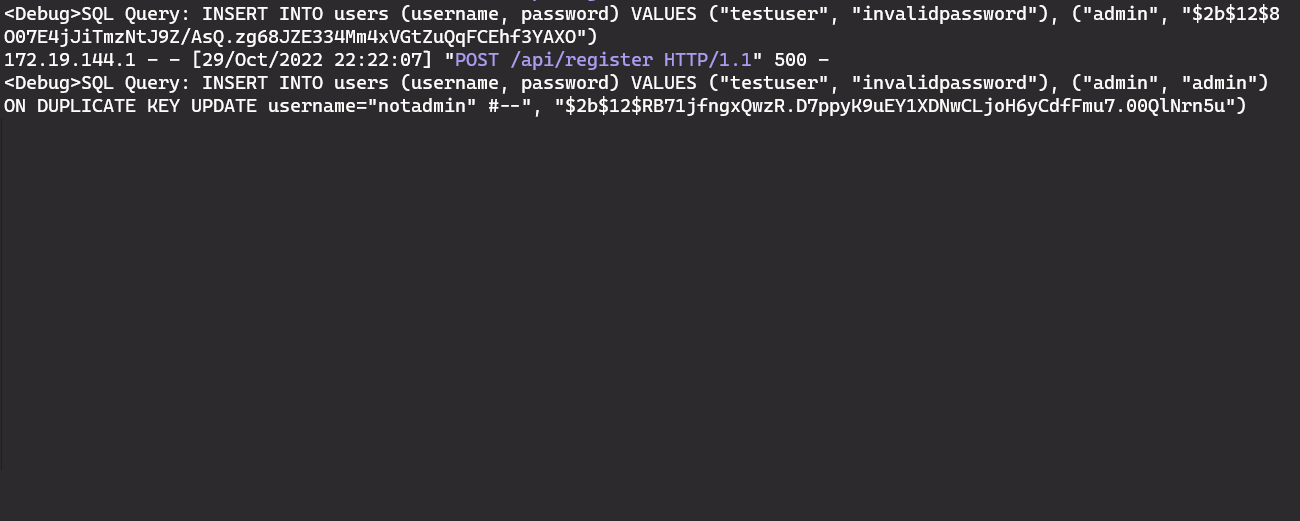 <Debug>SQL Query: INSERT INTO users (username, password) VALUES ("testuser", "invalidpassword"), ("admin", "$2b$12$8
O07E4jJiTmzNtJ9Z/AsQ.zg68JZE334Mm4xVGtZuQqFCEhf3YAXO")
172.19.144.1 - - [29/Oct/2022 22:22:07] "POST /api/register HTTP/1.1" 500 -
<Debug>SQL Query: INSERT INTO users (username, password) VALUES ("testuser", "invalidpassword"), ("admin", "admin")
ON DUPLICATE KEY UPDATE username="notadmin" #--", "$2b$12$RB71jfngxQwzR.D7ppyK9uEY1XDNwCLjoH6yCdfFmu7.00QlNrn5u")